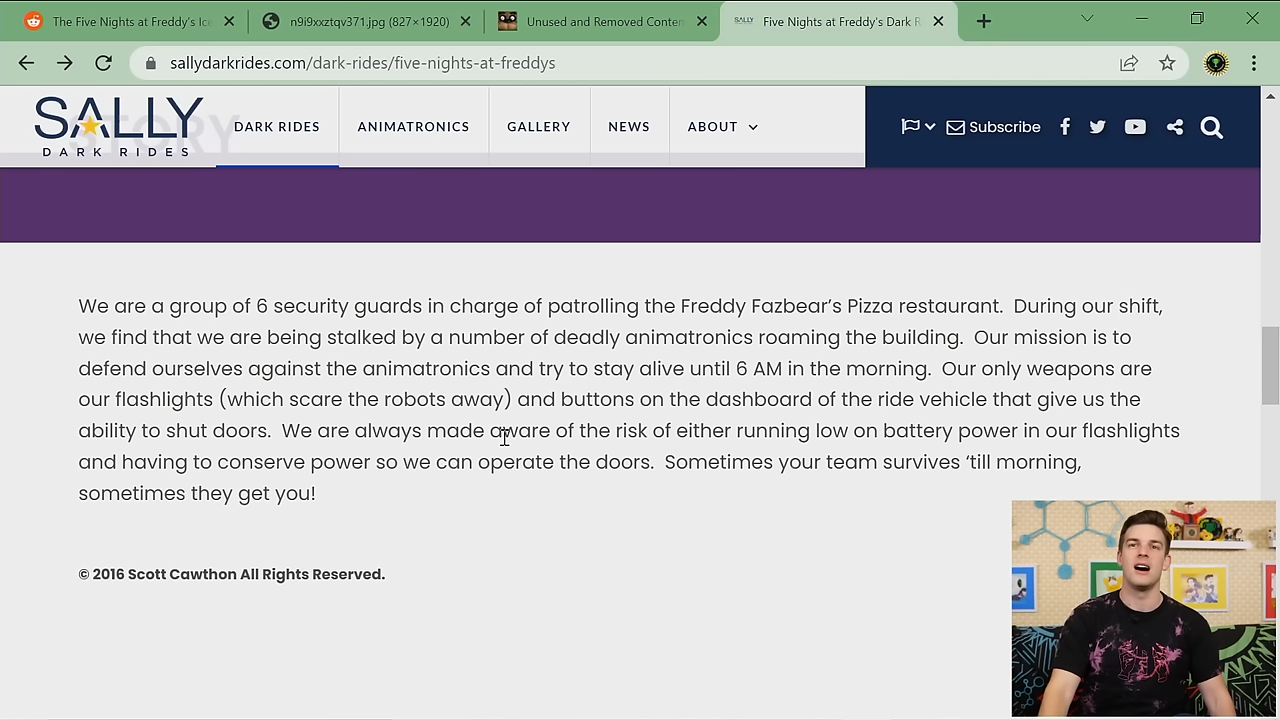 The Five Nights at Freddy's Ice
n9i9xxztqv371.jpg (827×1920)
Unused and Removed Conten
SALLY
Five Nights at Freddy's Dark R
sallydarkrides.com/dark-rides/five-nights-at-freddys
STORY
SALLY
DARK RIDES
DARK RIDES
ANIMATRONICS
GALLERY
NEWS
ABOUT
Subscribe
We are a group of 6 security guards in charge of patrolling the Freddy Fazbear’s Pizza restaurant.  During our shift,
we find that we are being stalked by a number of deadly animatronics roaming the building.  Our mission is to
defend ourselves against the animatronics and try to stay alive until 6 AM in the morning.  Our only weapons are
our flashlights (which scare the robots away) and buttons on the dashboard of the ride vehicle that give us the
ability to shut doors.  We are always made aware of the risk of either running low on battery power in our flashlights
and having to conserve power so we can operate the doors.  Sometimes your team survives ‘till morning,
sometimes they get you!
© 2016 Scott Cawthon All Rights Reserved.